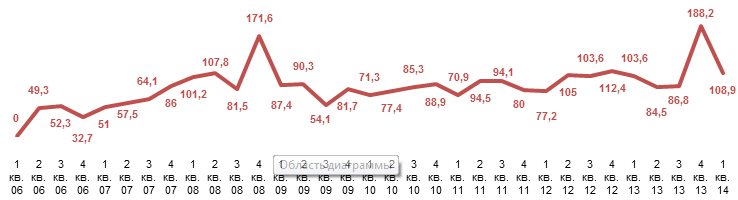 0 49,3 52,3 32,7 51 57,5 64,1 86 101,2 107,8 81,5 171,6 87,4 90,3 54,1 81,7 71,3 77,4 85,3 88,9 70,9 94,5 94,1 80 77,2 105 103,6 112,4 103,6 84,5 86,8 188,2 108,9
Область диаграммы
1 2 3 4 1 2 3 4 1 2 3 4 1 2 3 4 1 2 3 4 1 2 3 4 1 2 3 4 1 2 3 4 1
кв. кв. кв. кв. кв. кв. кв. кв. кв. кв. кв. кв. кв. кв. кв. кв. кв. кв. кв. кв. кв. кв. кв. кв. кв. кв. кв. кв. кв. кв. кв. кв. кв.
06 06 06 06 07 07 07 07 08 08 08 08 09 09 09 09 10 10 10 10 11 11 11 11 12 12 12 12 13 13 13 13 14